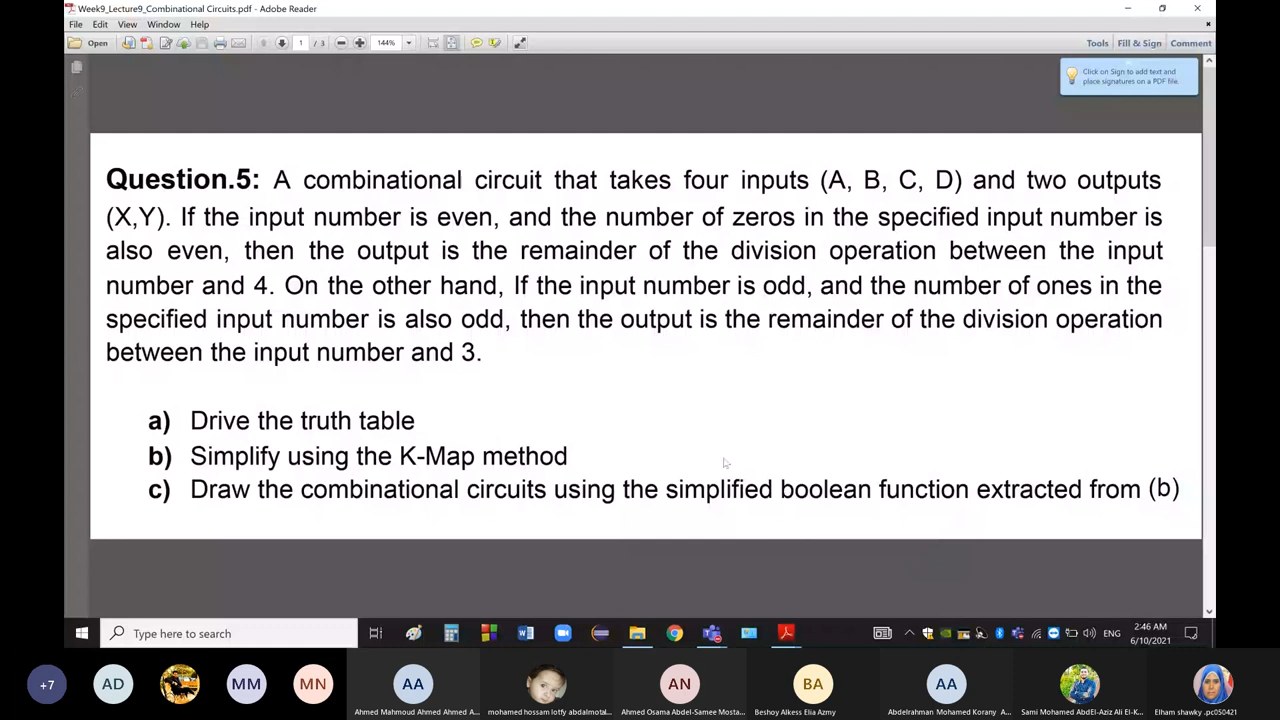 Week9_Lecture9_Combinational Circuits.pdf - Adobe Reader
File Edit View Window Help
Open 1 / 3 144% Tools Fill & Sign Comment
Click on Sign to add text and
place signatures on a PDF file.
Question.5: A combinational circuit that takes four inputs (A, B, C, D) and two outputs
(X,Y). If the input number is even, and the number of zeros in the specified input number is
also even, then the output is the remainder of the division operation between the input
number and 4. On the other hand, If the input number is odd, and the number of ones in the
specified input number is also odd, then the output is the remainder of the division operation
between the input number and 3.
a) Drive the truth table
b) Simplify using the K-Map method
c) Draw the combinational circuits using the simplified boolean function extracted from (b)
Type here to search
ENG
2:46 AM
6/10/2021
+7 AD MM MN AA AN BA AA
Ahmed Mahmoud Ahmed Ahmed A... mohamed hossam lotfy abdalmotal... Ahmed Osama Abdel-Samee Mosta... Beshoy Alkess Elia Azmy Abdelrahman Mohamed Korany A... Sami Mohamed AbdEl-Aziz Ali El-K... Elham shawky .pc050421